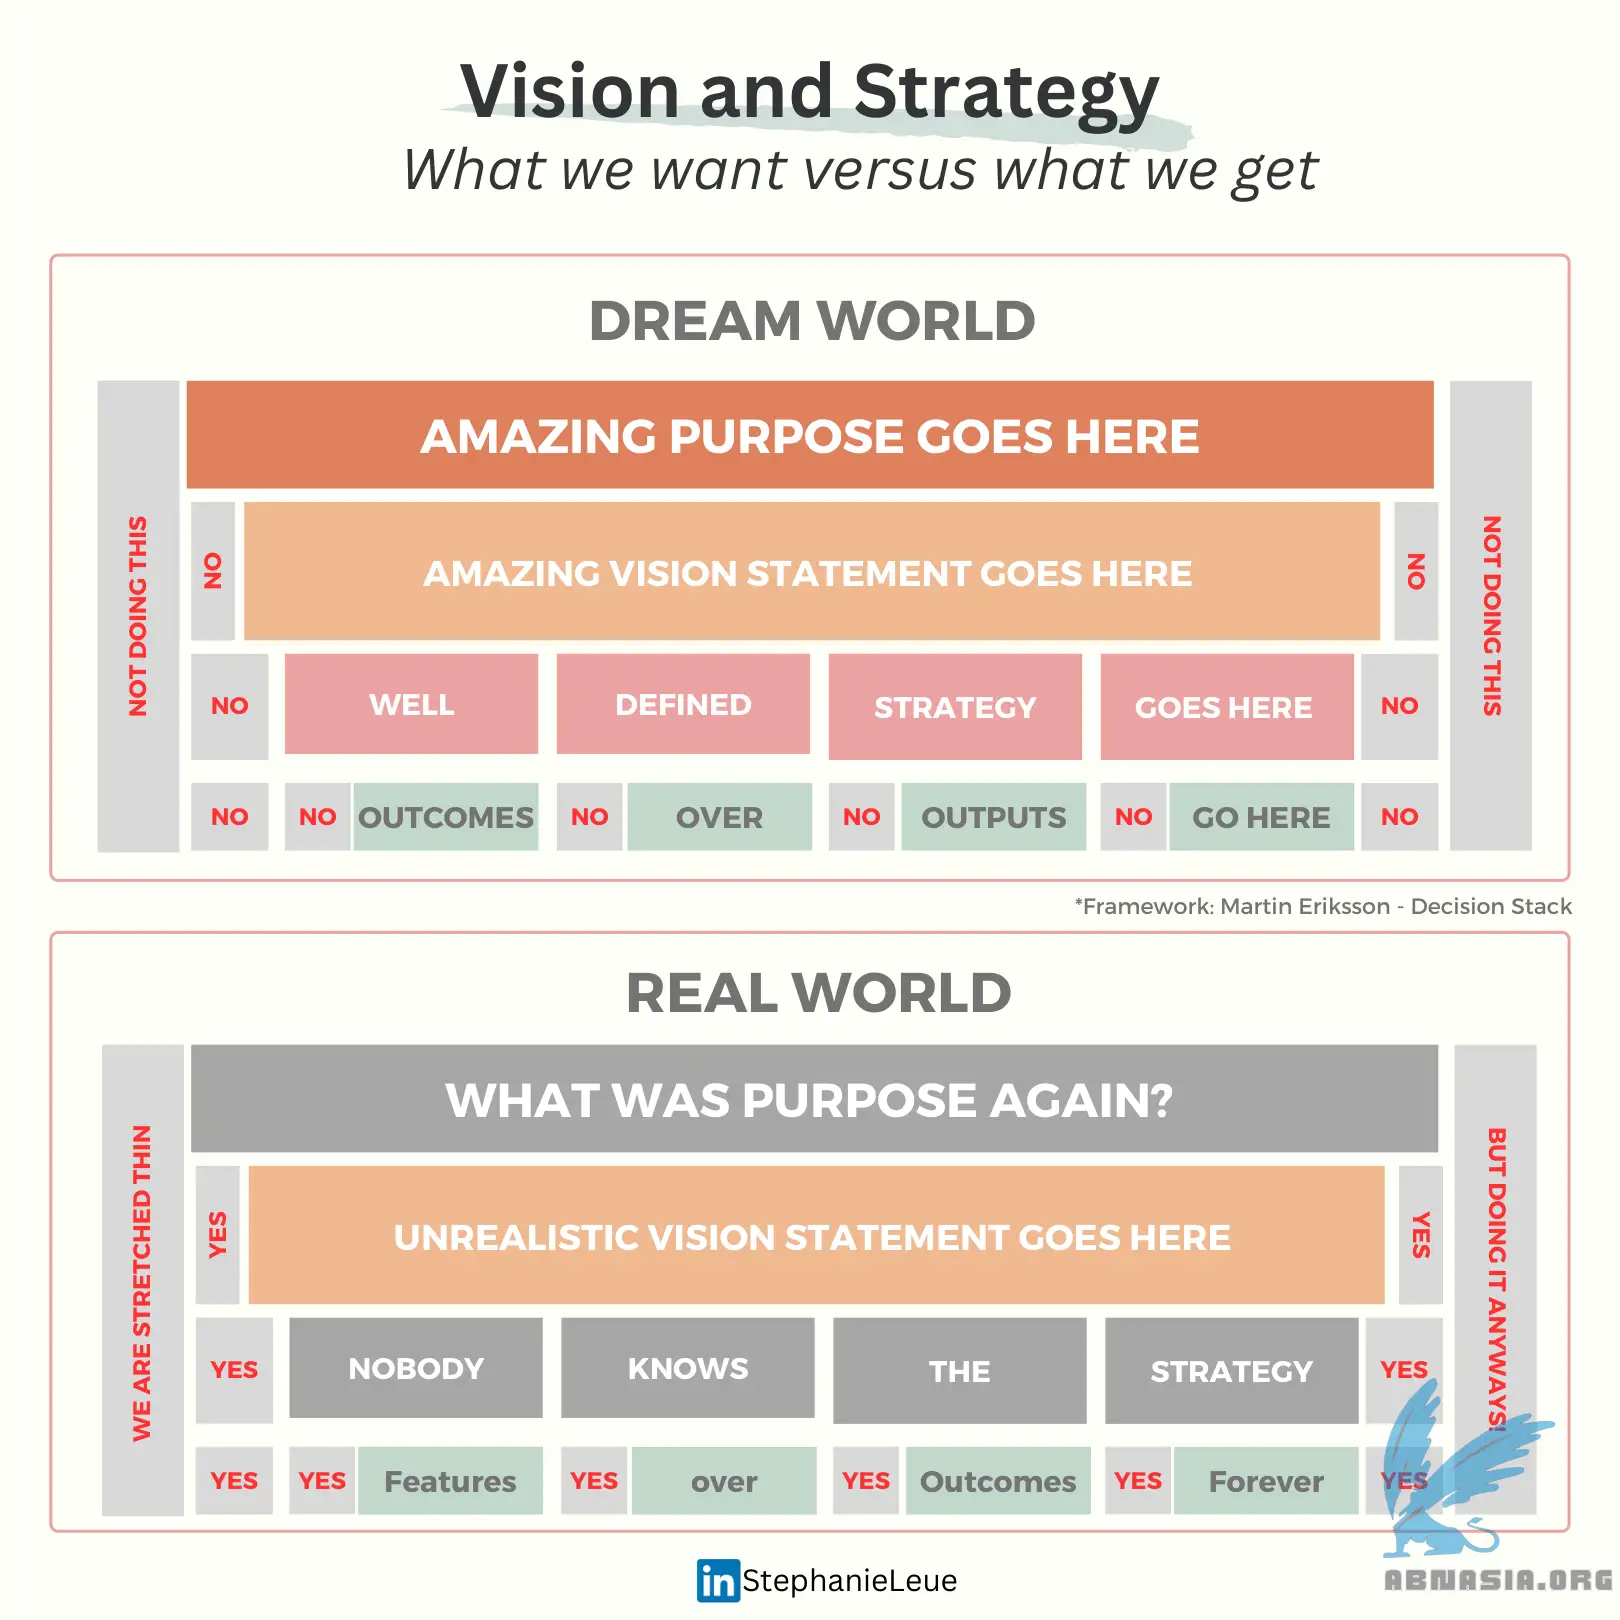 Vision and Strategy
What we want versus what we get
DREAM WORLD
NOT DOING THIS
AMAZING PURPOSE GOES HERE
NOT DOING THIS
NO
AMAZING VISION STATEMENT GOES HERE
NO
NO
WELL
DEFINED
STRATEGY
GOES HERE
NO
NO
NO
OUTCOMES
NO
OVER
NO
OUTPUTS
NO
GO HERE
NO
*Framework: Martin Eriksson - Decision Stack
REAL WORLD
WE ARE STRETCHED THIN
WHAT WAS PURPOSE AGAIN?
BUT DOING IT ANYWAYS!
YES
UNREALISTIC VISION STATEMENT GOES HERE
YES
YES
NOBODY
KNOWS
THE
STRATEGY
YES
YES
YES
Features
YES
over
YES
Outcomes
YES
Forever
YES
in StephanieLeue
ABNASIA.ORG